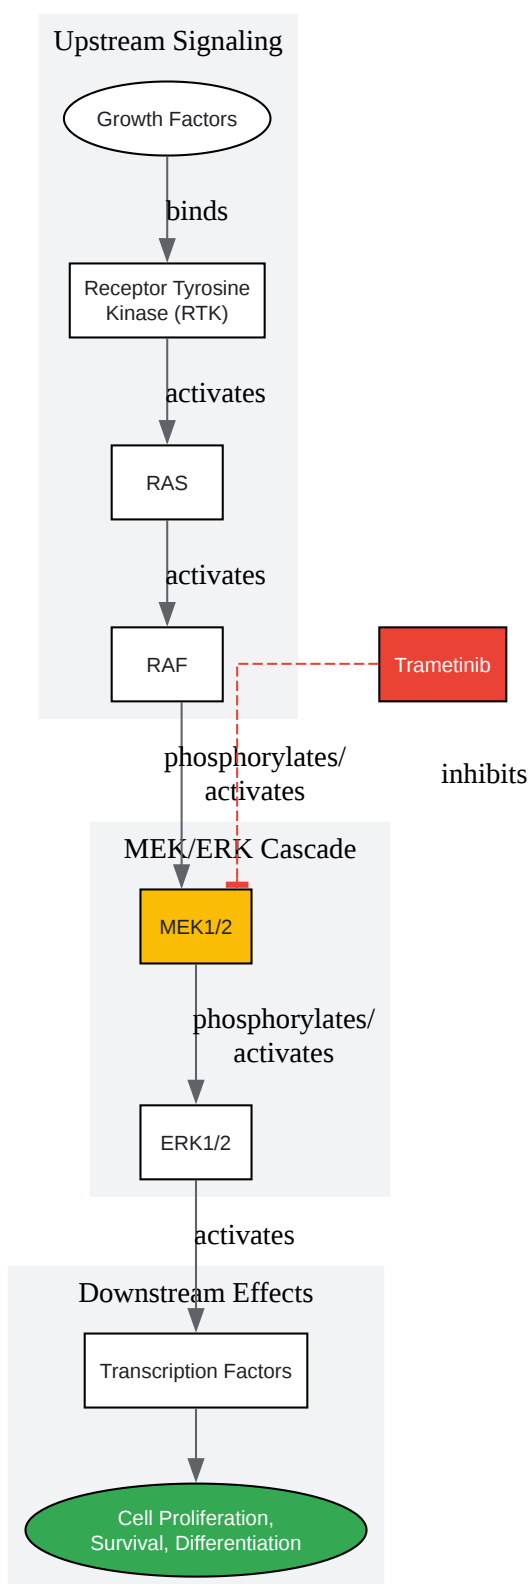 Upstream Signaling
Growth Factors
binds
Receptor Tyrosine
Kinase (RTK)
activates
RAS
activates
RAF
Trametinib
phosphorylates/
activates
inhibits
MEK/ERK Cascade
MEK1/2
phosphorylates/
activates
ERK1/2
activates
Downstream Effects
Transcription Factors
Cell Proliferation,
Survival, Differentiation